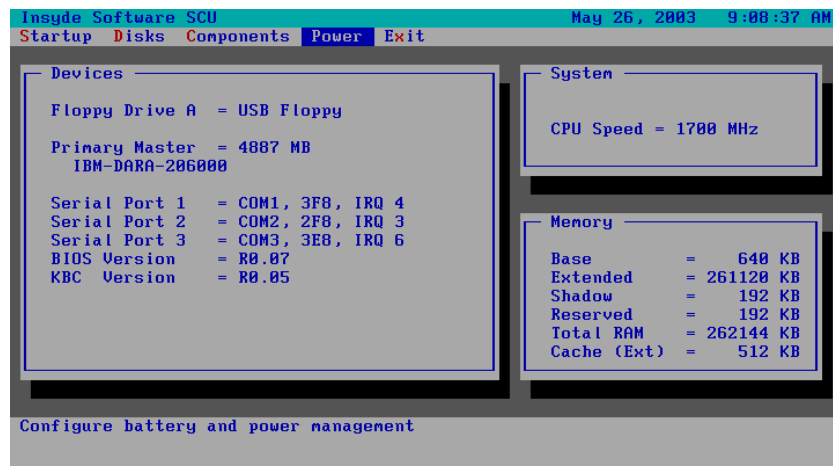 Insyde Software SCU May 26, 2003 9:08:37 AM
Startup Disks Components Power Exit
Devices
Floppy Drive A = USB Floppy
Primary Master = 4887 MB
IBM-DARA-206000
Serial Port 1 = COM1, 3F8, IRQ 4
Serial Port 2 = COM2, 2F8, IRQ 3
Serial Port 3 = COM3, 3E8, IRQ 6
BIOS Version = R0.07
KBC Version = R0.05
System
CPU Speed = 1700 MHz
Memory
Base = 640 KB
Extended = 261120 KB
Shadow = 192 KB
Reserved = 192 KB
Total RAM = 262144 KB
Cache (Ext) = 512 KB
Configure battery and power management